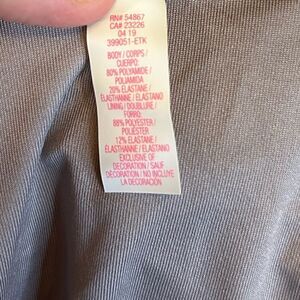 RN# 54867
CA# 23226
04 19
399051-ETK
BODY / CORPS /
CUERPO
80% POLYAMIDE /
POLIAMIDA
20% ELASTANE /
ÉLASTHANNE / ELASTANO
LINING / DOUBLURE /
FORRO
88% POLYESTER /
POLIÉSTER
12% ELASTANE /
ÉLASTHANNE / ELASTANO
EXCLUSIVE OF
DECORATION / SAUF
DÉCORATION / NO INCLUYE
LA DECORACIÓN